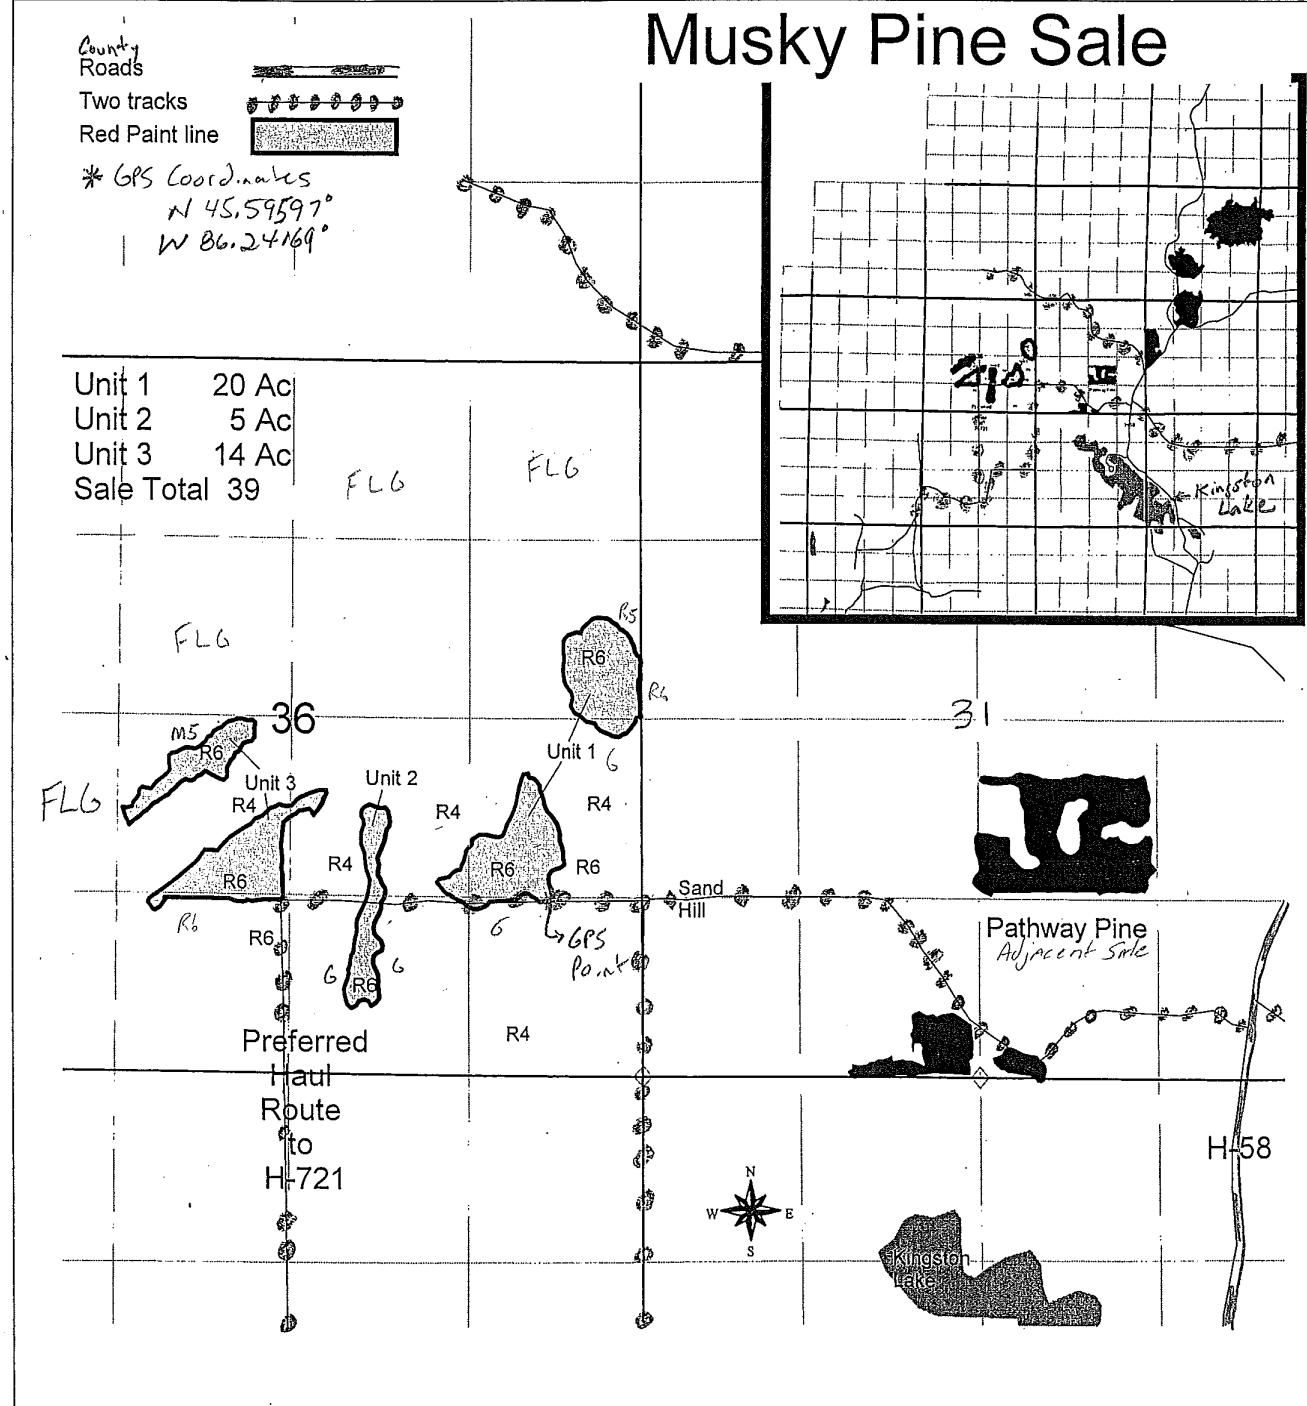 Musky Pine Sale
County
Roads
Two tracks
Red Paint line
* GPS Coordinates
N 45.59597°
W 86.24169°
Unit 1 20 Ac
Unit 2 5 Ac
Unit 3 14 Ac
Sale Total 39
FLG
FLG
Kingston
Lake
FLG
R5
R6
R6
36
31
M5
R6
Unit 1
G
Unit 3
Unit 2
FLG
R4
R4
R4
R4
R6
R6
R6
Sand
Hill
R6
G
R6
GPS
Point
G
G
R6
Pathway Pine
Adjacent Sale
R4
Preferred
Haul
Route
to
H-721
H-58
N
W E
S
Kingston
Lake